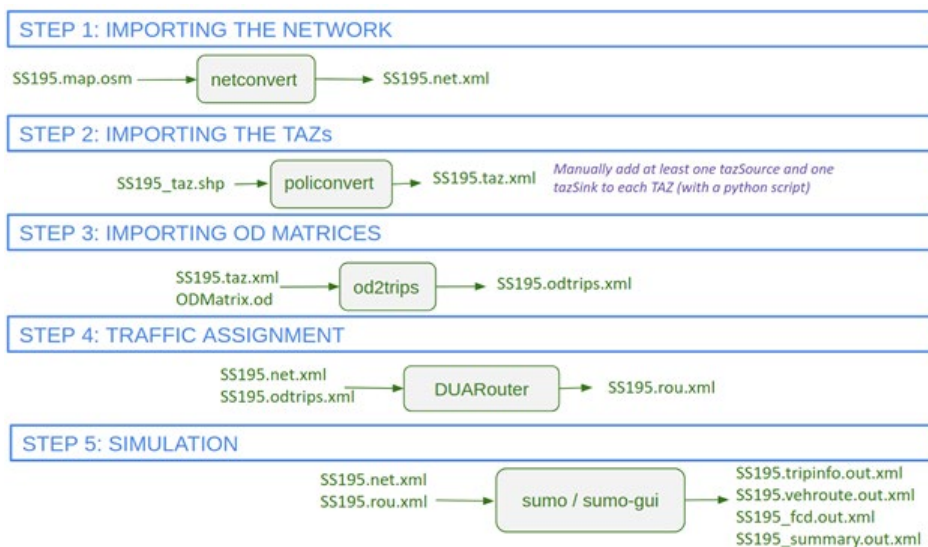 STEP 1: IMPORTING THE NETWORK
SS195.map.osm
netconvert
SS195.net.xml
STEP 2: IMPORTING THE TAZs
SS195_taz.shp
policonvert
SS195.taz.xml
Manually add at least one tazSource and one
tazSink to each TAZ (with a python script)
STEP 3: IMPORTING OD MATRICES
SS195.taz.xml
ODMatrix.od
od2trips
SS195.odtrips.xml
STEP 4: TRAFFIC ASSIGNMENT
SS195.net.xml
SS195.odtrips.xml
DUARouter
SS195.rou.xml
STEP 5: SIMULATION
SS195.net.xml
SS195.rou.xml
sumo / sumo-gui
SS195.tripinfo.out.xml
SS195.vehroute.out.xml
SS195_fcd.out.xml
SS195_summary.out.xml